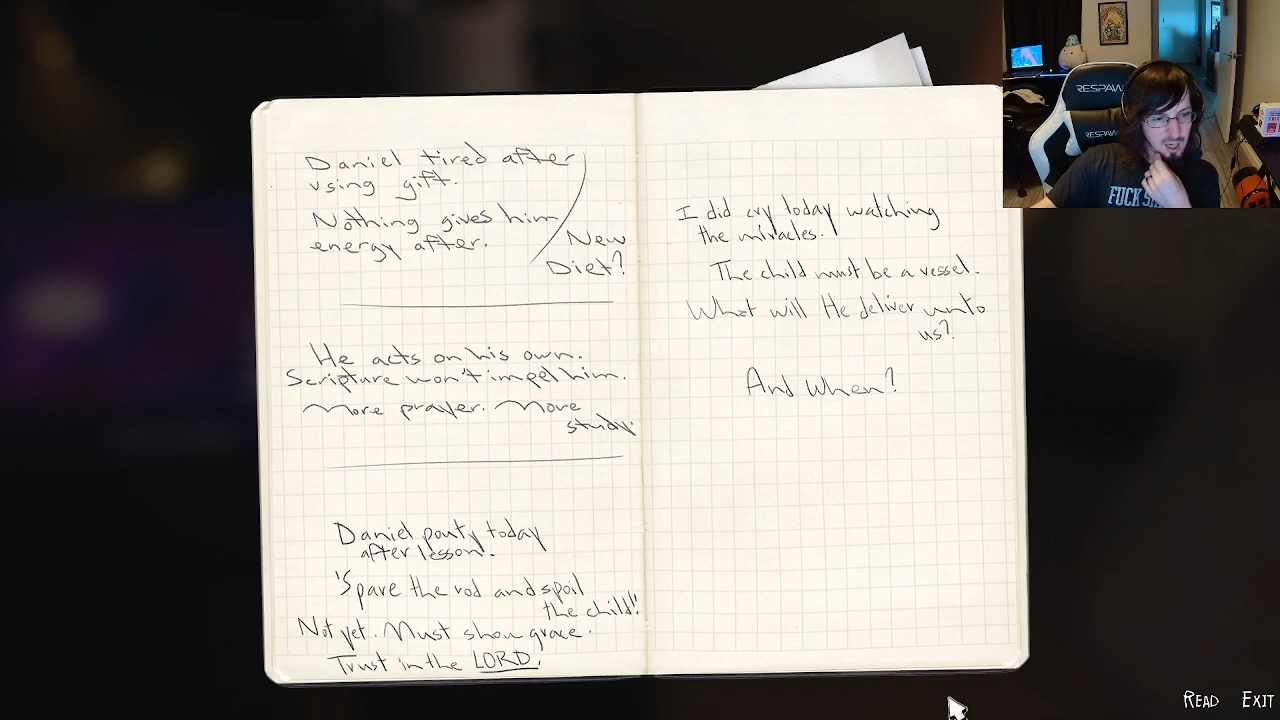 Daniel tired after
using gift.
Nothing gives him
energy after.
New
Diet?
He acts on his own.
Scripture won't impel him.
More prayer. More
study.
Daniel pouty today
after lesson.
'Spare the rod and spoil
the child'.
Not yet. Must show grace.
Trust in the LORD.
I did cry today watching
the miracles.
The child must be a vessel.
What will He deliver unto
us?
And when?
RESPAW
RESPAW
FUCK
READ EXIT